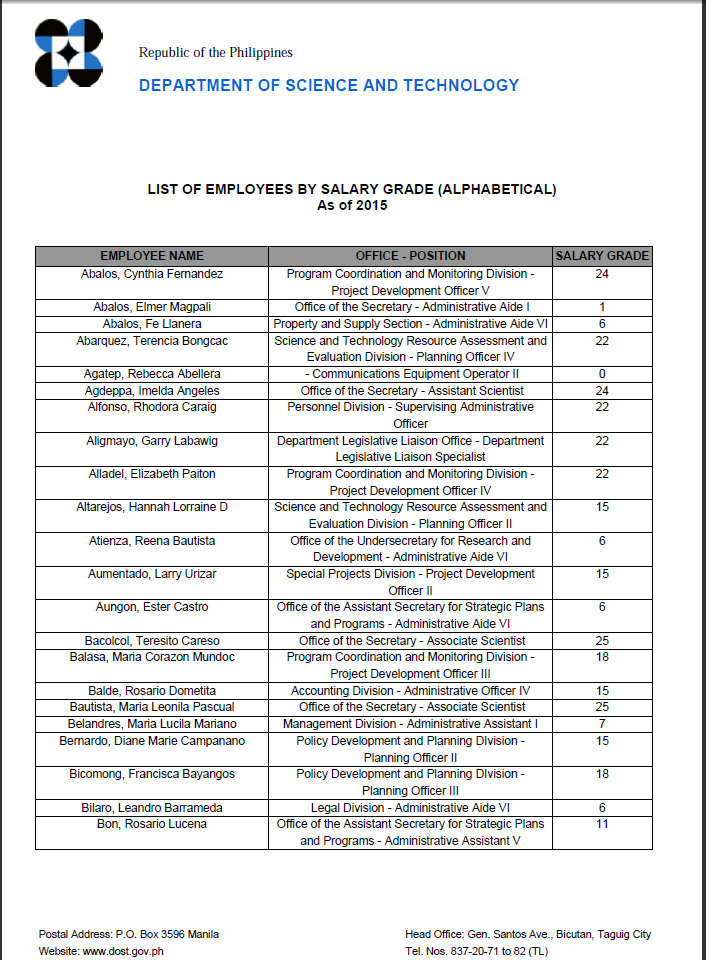 Republic of the Philippines
DEPARTMENT OF SCIENCE AND TECHNOLOGY
LIST OF EMPLOYEES BY SALARY GRADE (ALPHABETICAL)
As of 2015
EMPLOYEE NAME OFFICE - POSITION SALARY GRADE
Abalos, Cynthia Fernandez Program Coordination and Monitoring Division - 24
Project Development Officer V
Abalos, Elmer Magpali Office of the Secretary - Administrative Aide I 1
Abalos, Fe Llanera Property and Supply Section - Administrative Aide VI 6
Abarquez, Terencia Bongcac Science and Technology Resource Assessment and 22
Evaluation Division - Planning Officer IV
Agatep, Rebecca Abellera - Communications Equipment Operator II 0
Agdeppa, Imelda Angeles Office of the Secretary - Assistant Scientist 24
Alfonso, Rhodora Caraig Personnel Division - Supervising Administrative 22
Officer
Aligmayo, Garry Labawig Department Legislative Liaison Office - Department 22
Legislative Liaison Specialist
Alladel, Elizabeth Paiton Program Coordination and Monitoring Division - 22
Project Development Officer IV
Altarejos, Hannah Lorraine D Science and Technology Resource Assessment and 15
Evaluation Division - Planning Officer II
Atienza, Reena Bautista Office of the Undersecretary for Research and 6
Development - Administrative Aide VI
Aumentado, Larry Urizar Special Projects Division - Project Development 15
Officer II
Aungon, Ester Castro Office of the Assistant Secretary for Strategic Plans 6
and Programs - Administrative Aide VI
Bacolcol, Teresito Careso Office of the Secretary - Associate Scientist 25
Balasa, Maria Corazon Mundoc Program Coordination and Monitoring Division - 18
Project Development Officer III
Balde, Rosario Dometita Accounting Division - Administrative Officer IV 15
Bautista, Maria Leonila Pascual Office of the Secretary - Associate Scientist 25
Belandres, Maria Lucila Mariano Management Division - Administrative Assistant I 7
Bernardo, Diane Marie Campanano Policy Development and Planning DIvision - 15
Planning Officer II
Bicomong, Francisca Bayangos Policy Development and Planning DIvision - 18
Planning Officer III
Bilaro, Leandro Barrameda Legal Division - Administrative Aide VI 6
Bon, Rosario Lucena Office of the Assistant Secretary for Strategic Plans 11
and Programs - Administrative Assistant V
Postal Address: P.O. Box 3596 Manila Head Office: Gen. Santos Ave., Bicutan, Taguig City
Website: www.dost.gov.ph Tel. Nos. 837-20-71 to 82 (TL)